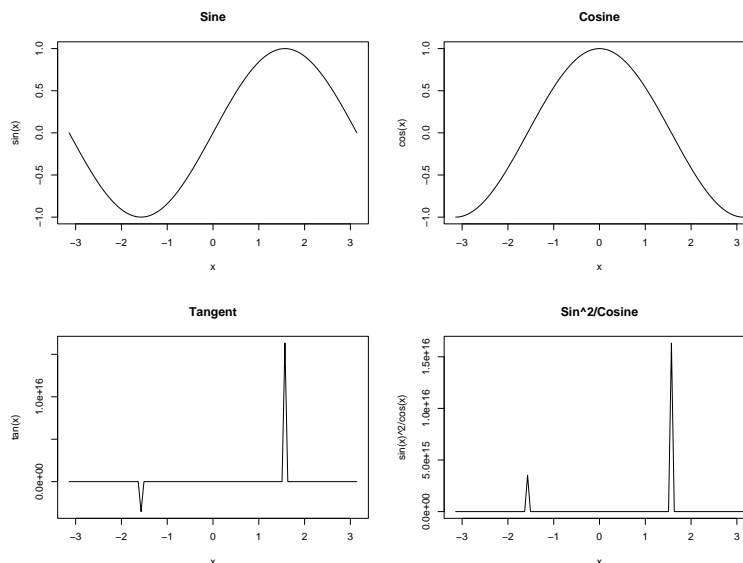 Sine
sin(x)
1.0
0.5
0.0
−0.5
−1.0
−3 −2 −1 0 1 2 3
x
Cosine
cos(x)
1.0
0.5
0.0
−0.5
−1.0
−3 −2 −1 0 1 2 3
x
Tangent
tan(x)
1.0e+16
0.0e+00
−3 −2 −1 0 1 2 3
x
Sin^2/Cosine
sin(x)^2/cos(x)
1.5e+16
1.0e+16
5.0e+15
0.0e+00
−3 −2 −1 0 1 2 3
x